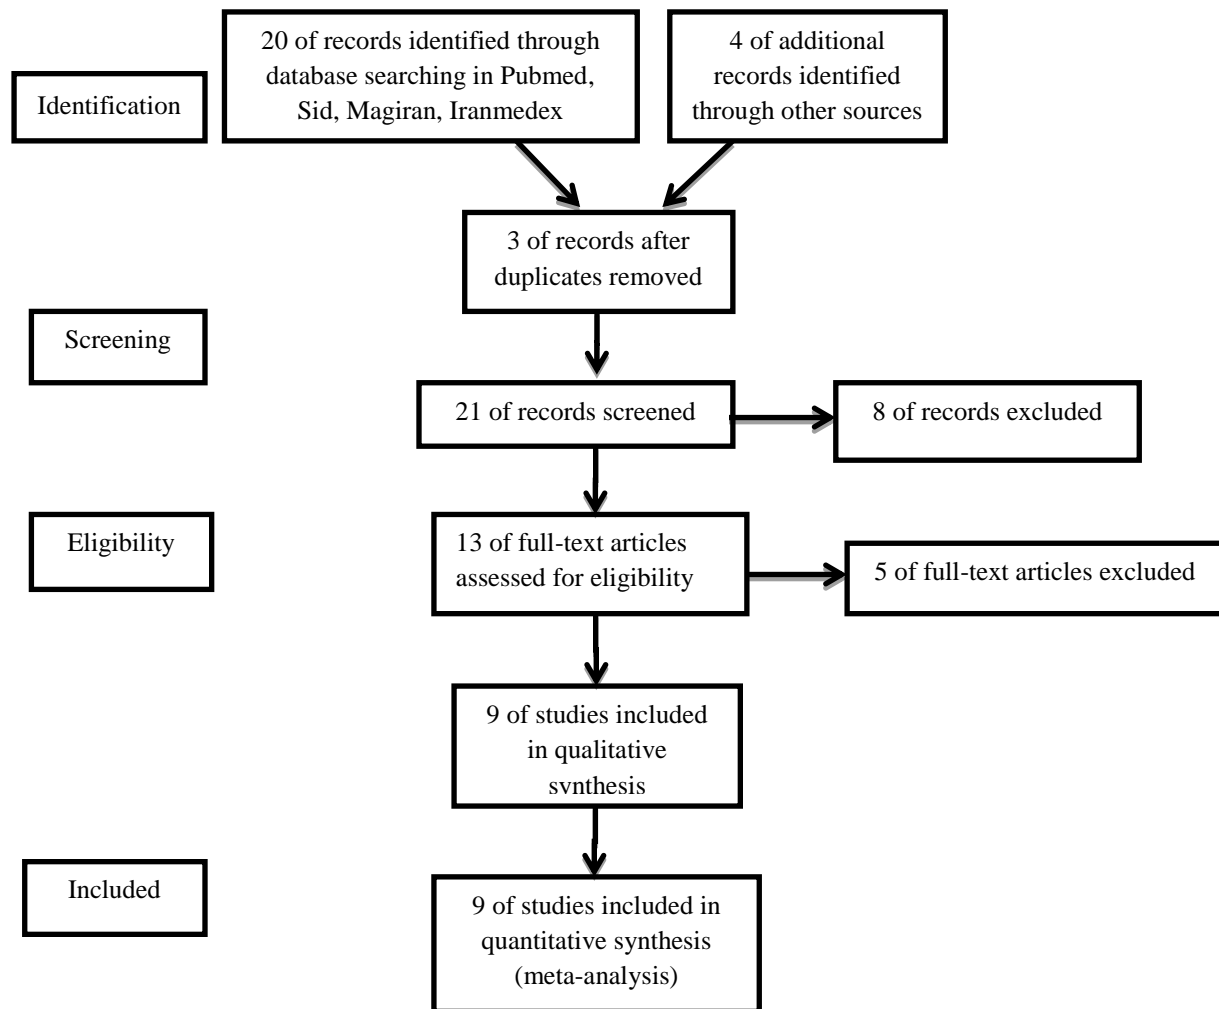 20 of records identified through
database searching in Pubmed,
Sid, Magiran, Iranmedex
4 of additional
records identified
through other sources
Identification
3 of records after
duplicates removed
Screening
21 of records screened
8 of records excluded
Eligibility
13 of full-text articles
assessed for eligibility
5 of full-text articles excluded
9 of studies included
in qualitative
synthesis
Included
9 of studies included in
quantitative synthesis
(meta-analysis)